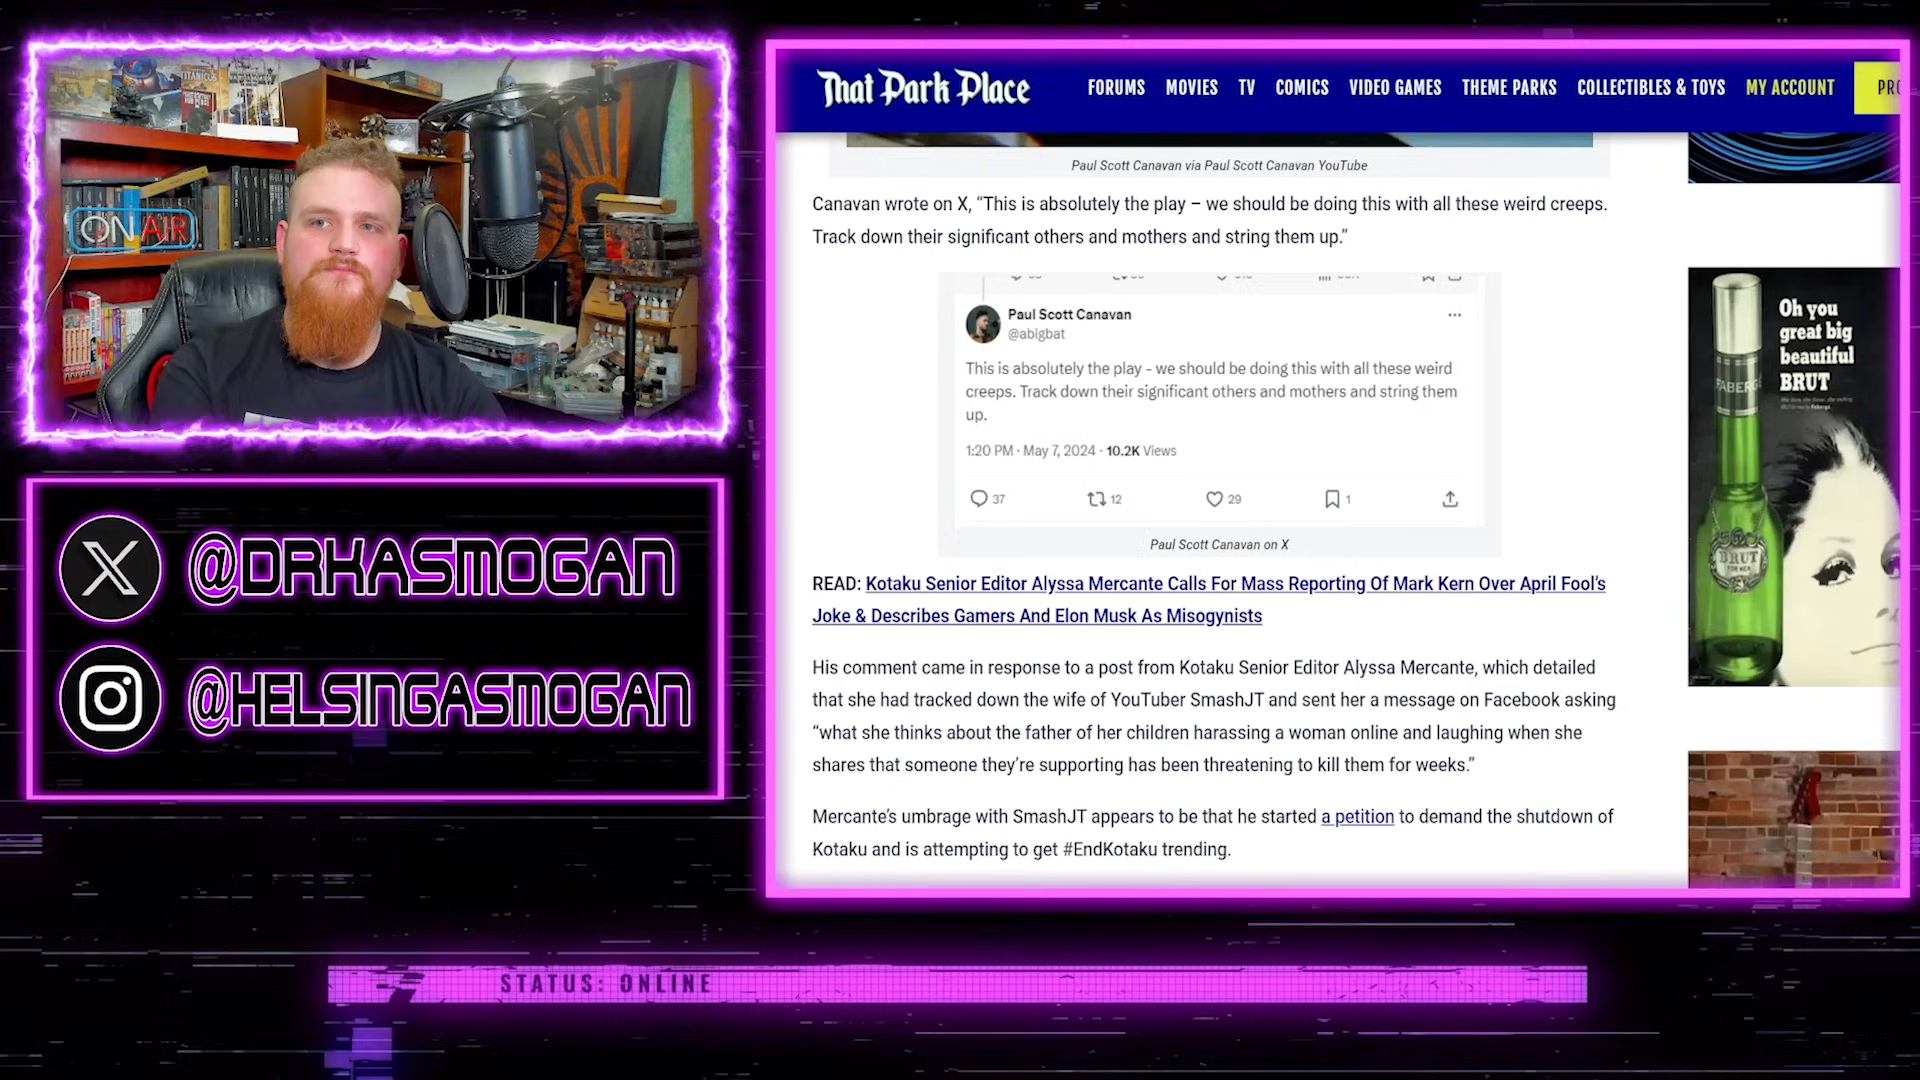 TITANICUS
ON AIR
@DRKASMOGAN
@HELSINGASMOGAN
That Park Place
FORUMS MOVIES TV COMICS VIDEO GAMES THEME PARKS COLLECTIBLES & TOYS MY ACCOUNT
Paul Scott Canavan via Paul Scott Canavan YouTube
Canavan wrote on X, “This is absolutely the play – we should be doing this with all these weird creeps.
Track down their significant others and mothers and string them up.”
Paul Scott Canavan
@abigbat
This is absolutely the play - we should be doing this with all these weird
creeps. Track down their significant others and mothers and string them
up.
1:20 PM · May 7, 2024 · 10.2K Views
37 12 29 1
Paul Scott Canavan on X
READ: Kotaku Senior Editor Alyssa Mercante Calls For Mass Reporting Of Mark Kern Over April Fool’s
Joke & Describes Gamers And Elon Musk As Misogynists
His comment came in response to a post from Kotaku Senior Editor Alyssa Mercante, which detailed
that she had tracked down the wife of YouTuber SmashJT and sent her a message on Facebook asking
“what she thinks about the father of her children harassing a woman online and laughing when she
shares that someone they’re supporting has been threatening to kill them for weeks.”
Mercante’s umbrage with SmashJT appears to be that he started a petition to demand the shutdown of
Kotaku and is attempting to get #EndKotaku trending.
Oh you
great big
beautiful
BRUT
FABERG
BRUT
FOR MEN
STATUS: ONLINE